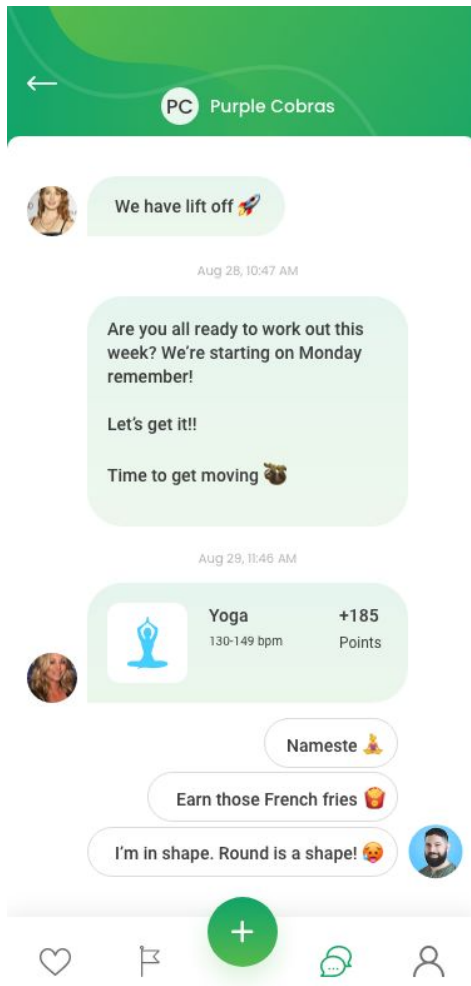 PC Purple Cobras
We have lift off 🚀
Aug 28, 10:47 AM
Are you all ready to work out this
week? We’re starting on Monday
remember!
Let’s get it!!
Time to get moving 🦥
Aug 29, 11:46 AM
Yoga +185
130-149 bpm Points
Nameste 🧘
Earn those French fries 🍟
I’m in shape. Round is a shape! 🥵